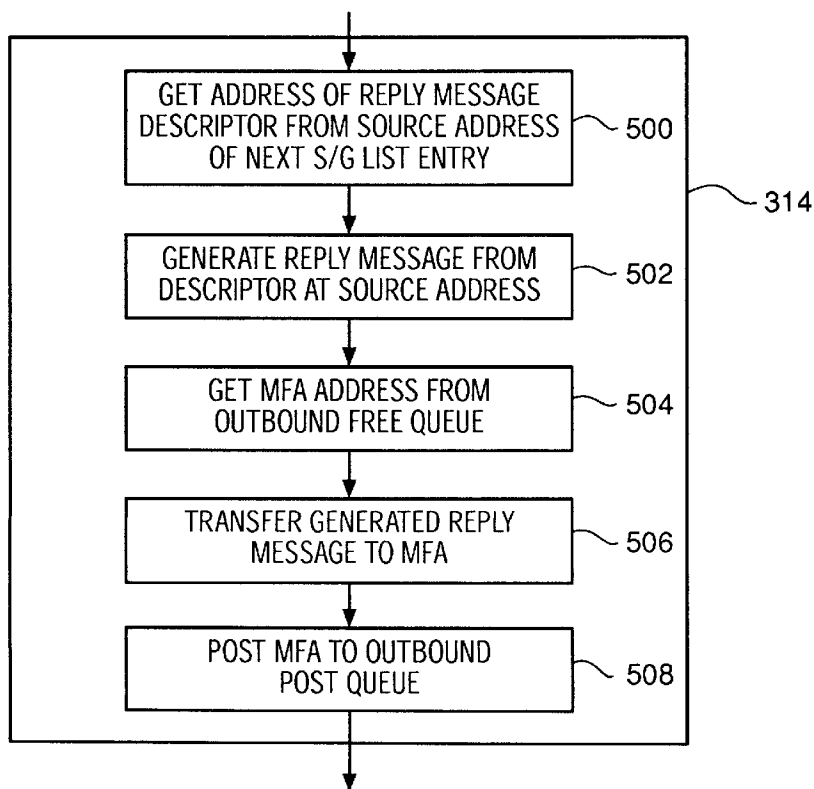 GET ADDRESS OF REPLY MESSAGE
DESCRIPTOR FROM SOURCE ADDRESS
OF NEXT S/G LIST ENTRY
500
314
GENERATE REPLY MESSAGE FROM
DESCRIPTOR AT SOURCE ADDRESS
502
GET MFA ADDRESS FROM
OUTBOUND FREE QUEUE
504
TRANSFER GENERATED REPLY
MESSAGE TO MFA
506
POST MFA TO OUTBOUND
POST QUEUE
508